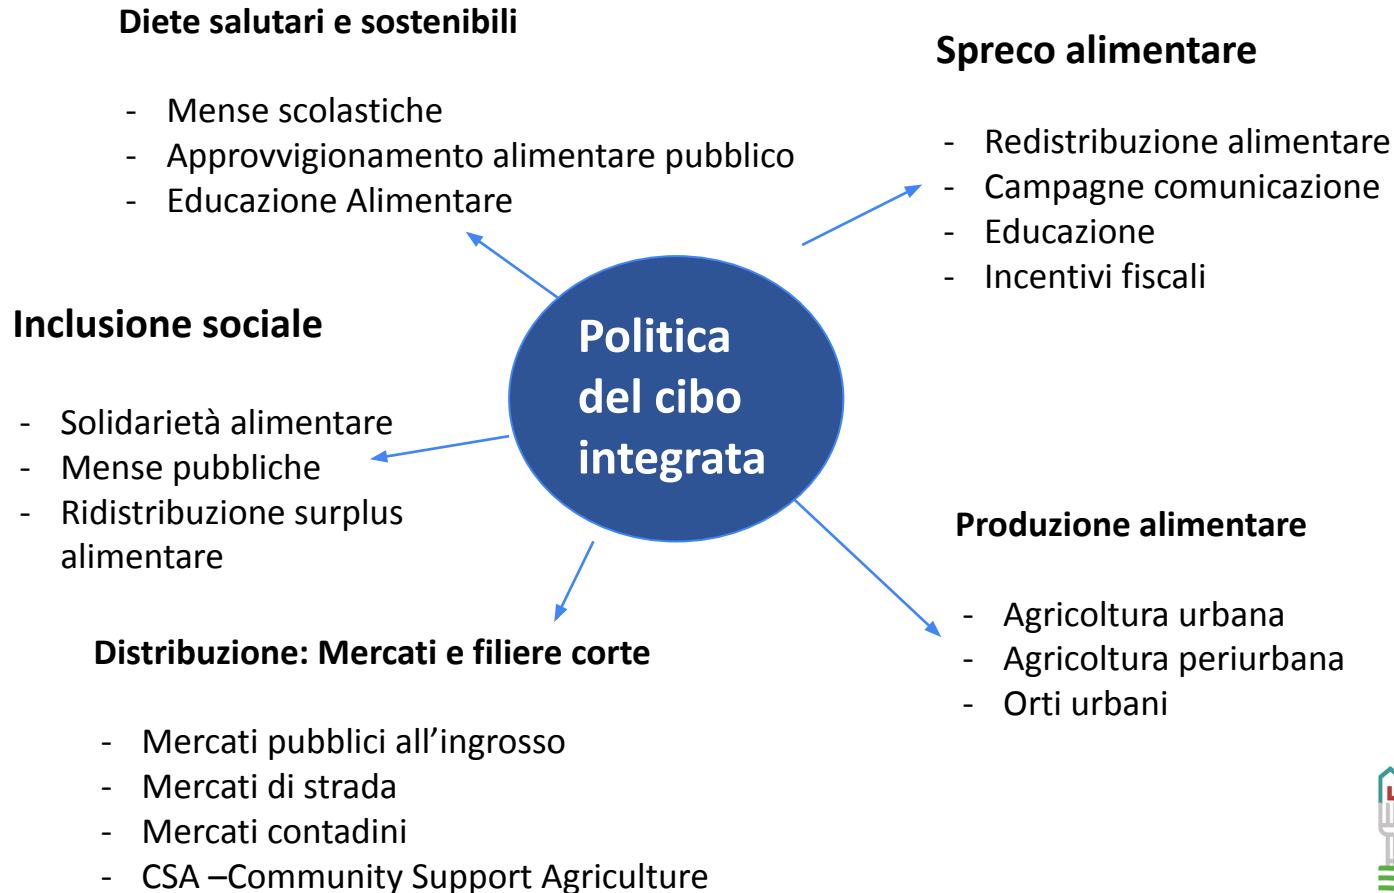 Diete salutari e sostenibili
- Mense scolastiche
- Approvvigionamento alimentare pubblico
- Educazione Alimentare
Spreco alimentare
- Redistribuzione alimentare
- Campagne comunicazione
- Educazione
- Incentivi fiscali
Inclusione sociale
- Solidarietà alimentare
- Mense pubbliche
- Ridistribuzione surplus
alimentare
Politica
del cibo
integrata
Produzione alimentare
- Agricoltura urbana
- Agricoltura periurbana
- Orti urbani
Distribuzione: Mercati e filiere corte
- Mercati pubblici all’ingrosso
- Mercati di strada
- Mercati contadini
- CSA –Community Support Agriculture